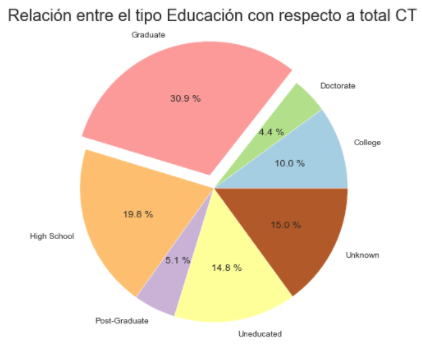 Relación entre el tipo Educación con respecto a total CT
Graduate
30.9 %
Doctorate
4.4 %
College
10.0 %
High School
19.8 %
Unknown
15.0 %
Post-Graduate
5.1 %
Uneducated
14.8 %